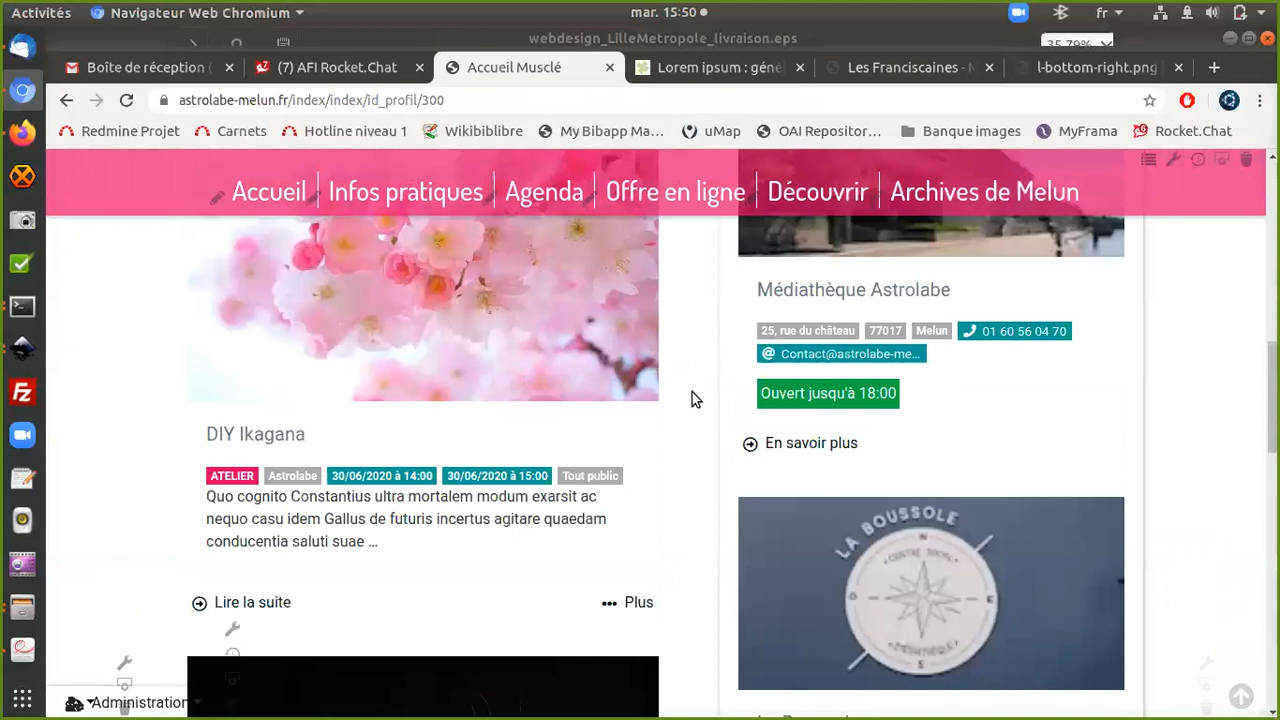 Activités Navigateur Web Chromium mar. 15:50 fr
webdesign_LilleMetropole_livraison.eps 35,79%
Boîte de réception ( (7) AFI Rocket.Chat Accueil Musclé Lorem ipsum : géné Les Franciscaines - N l-bottom-right.png
astrolabe-melun.fr/index/index/id_profil/300
Redmine Projet Carnets Hotline niveau 1 Wikibiblibre My Bibapp Ma… uMap OAI Repositor… Banque images MyFrama Rocket.Chat
Accueil Infos pratiques Agenda Offre en ligne Découvrir Archives de Melun
DIY Ikagana
ATELIER Astrolabe 30/06/2020 à 14:00 30/06/2020 à 15:00 Tout public
Quo cognito Constantius ultra mortalem modum exarsit ac
nequo casu idem Gallus de futuris incertus agitare quaedam
conducentia saluti suae ...
Lire la suite Plus
Médiathèque Astrolabe
25, rue du château 77017 Melun 01 60 56 04 70
Contact@astrolabe-me...
Ouvert jusqu'à 18:00
En savoir plus
LA BOUSSOLE
CENTRE SOCIAL
N
O E
S
MÉDIATHÈQUE
Administration